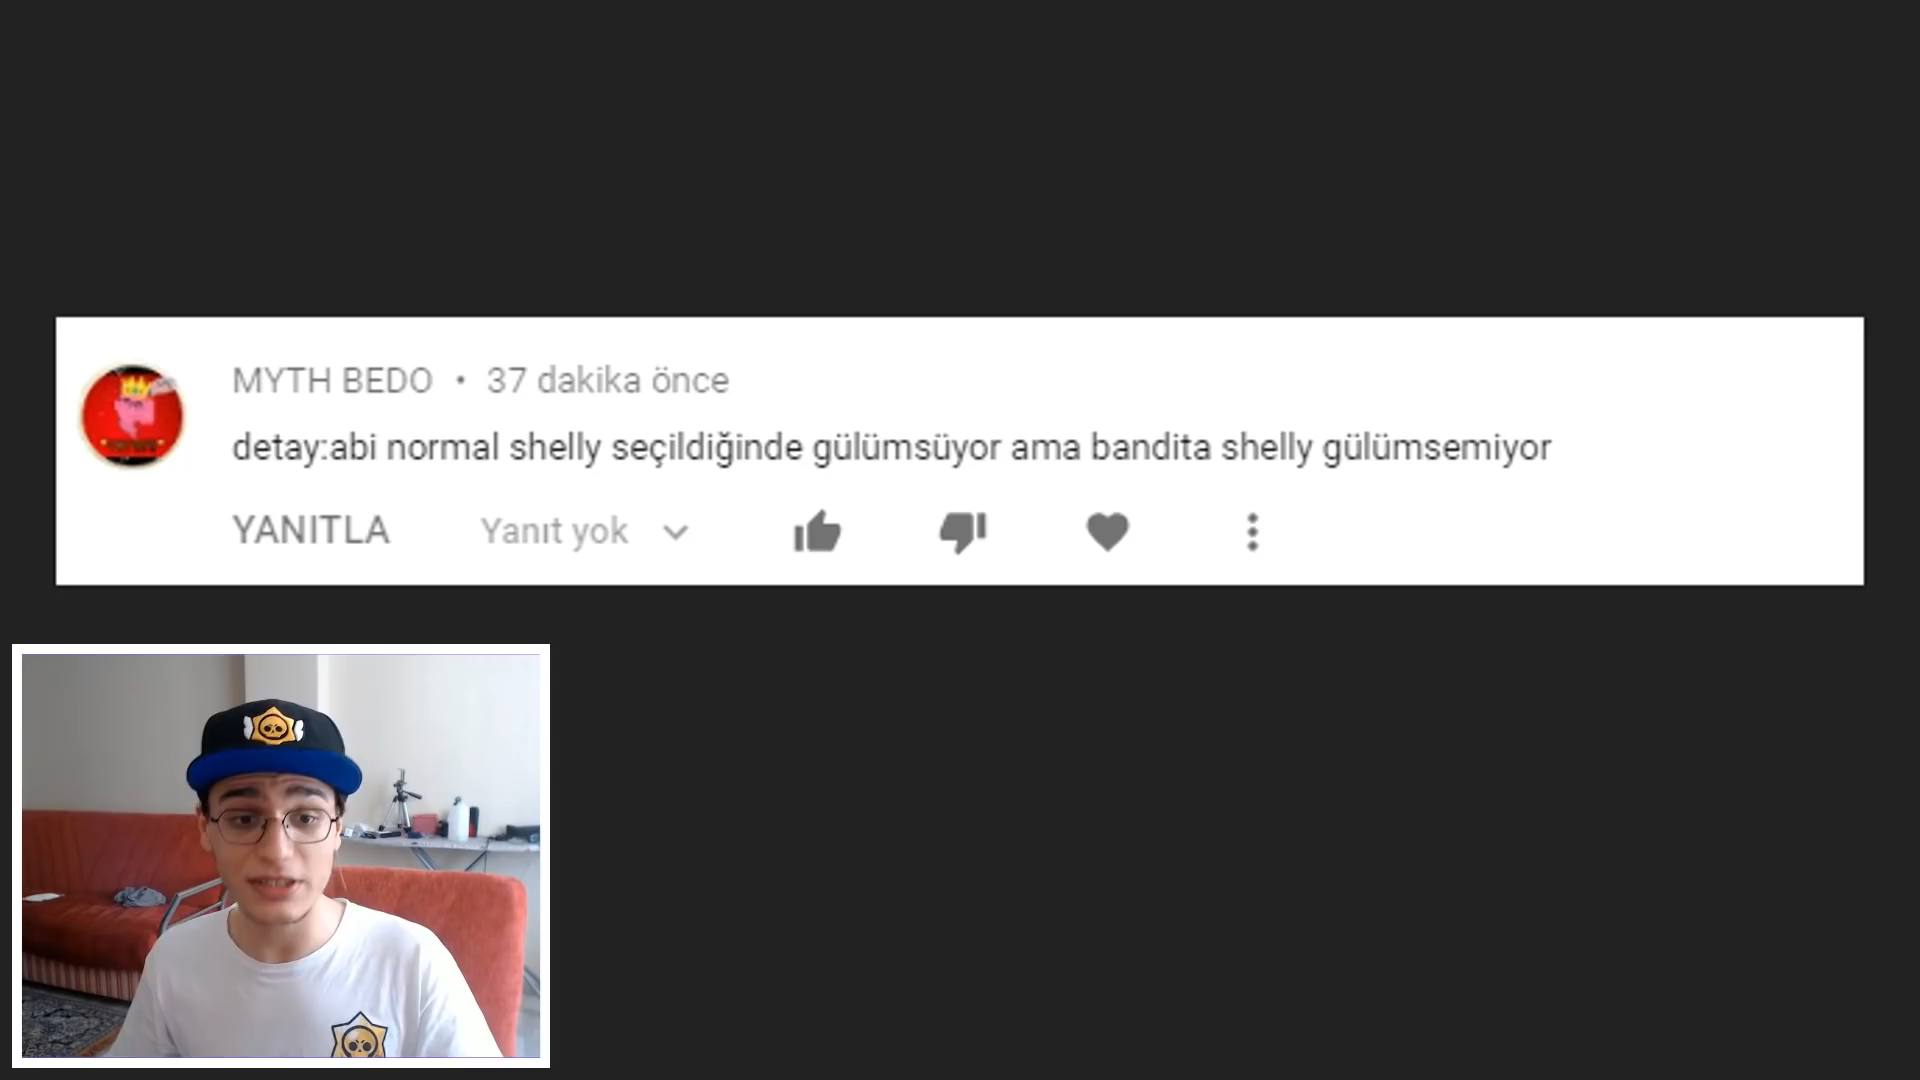 MYTH BEDO • 37 dakika önce
detay:abi normal shelly seçildiğinde gülümsüyor ama bandita shelly gülümsemiyor
YANITLA Yanıt yok